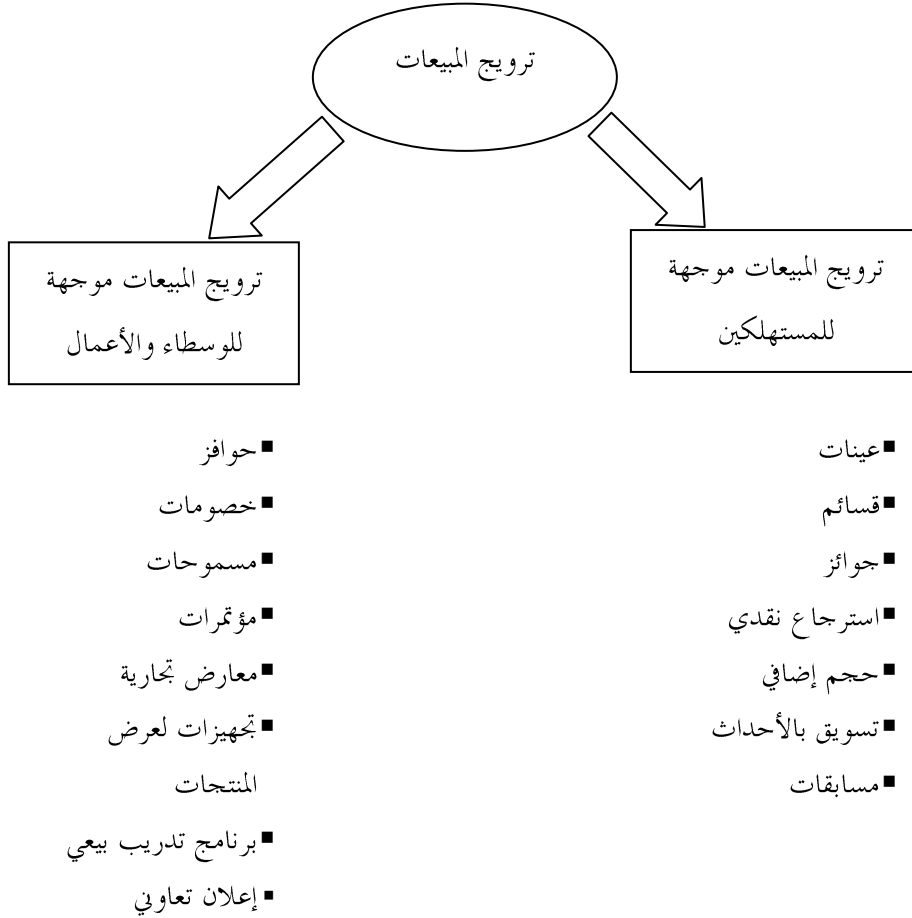 ترويج المبيعات
ترويج المبيعات موجهة
للمستهلكين
▪عينات
▪قسائم
▪جوائز
▪استرجاع نقدي
▪حجم إضافي
▪تسويق بالأحداث
▪مسابقات
ترويج المبيعات موجهة
للوسطاء والأعمال
▪حوافز
▪خصومات
▪مسموحات
▪مؤتمرات
▪معارض تجارية
▪تجهيزات لعرض
المنتجات
▪برنامج تدريب بيعي
▪إعلان تعاوني